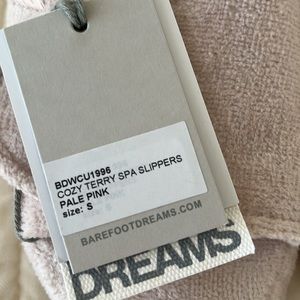 BDWCU1996
COZY TERRY SPA SLIPPERS
PALE PINK
size: S
BAREFOOTDREAMS.COM
DREAMS